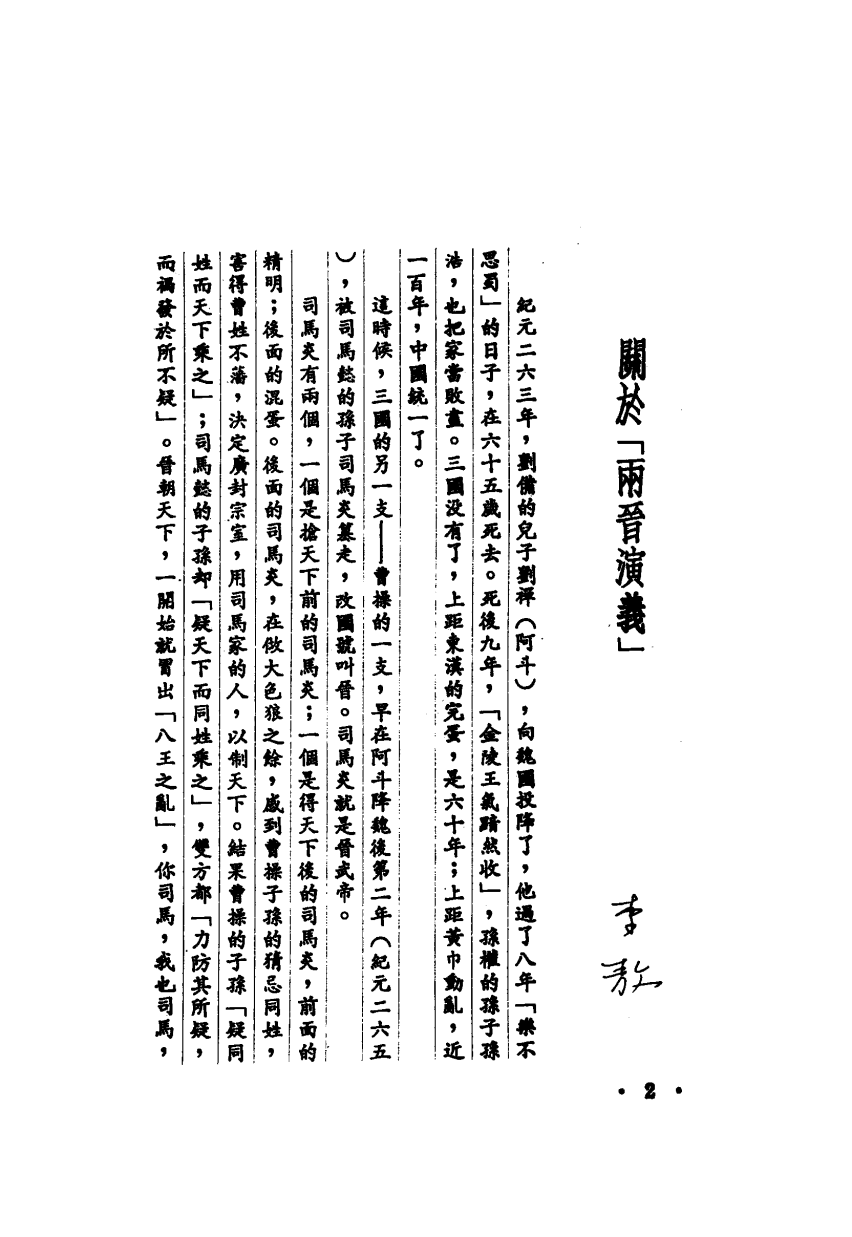 關於「兩晉演義」
李敖
紀元二六三年，劉備的兒子劉禪（阿斗），向魏國投降了，他過了八年「樂不
思蜀」的日子，在六十五歲死去。死後九年，「金陵王氣黯然收」，孫權的孫子孫
浩，也把家當敗盡。三國没有了，上距東漢的完蛋，是六十年；上距黃巾動亂，近
一百年，中國統一了。
這時候，三國的另一支——曹操的一支，早在阿斗降魏後第二年（紀元二六五
），被司馬懿的孫子司馬炎篡走，改國號叫晉。司馬炎就是晉武帝。
司馬炎有兩個，一個是搶天下前的司馬炎；一個是得天下後的司馬炎，前面的
精明；後面的混蛋。後面的司馬炎，在做大色狼之餘，感到曹操子孫的猜忌同姓，
害得曹姓不藩，決定廣封宗室，用司馬家的人，以制天下。結果曹操的子孫「疑同
姓而天下乘之」；司馬懿的子孫却「疑天下而同姓乘之」，雙方都「力防其所疑，
而禍發於所不疑」。晉朝天下，一開始就冒出「八王之亂」，你司馬，我也司馬，
•2•